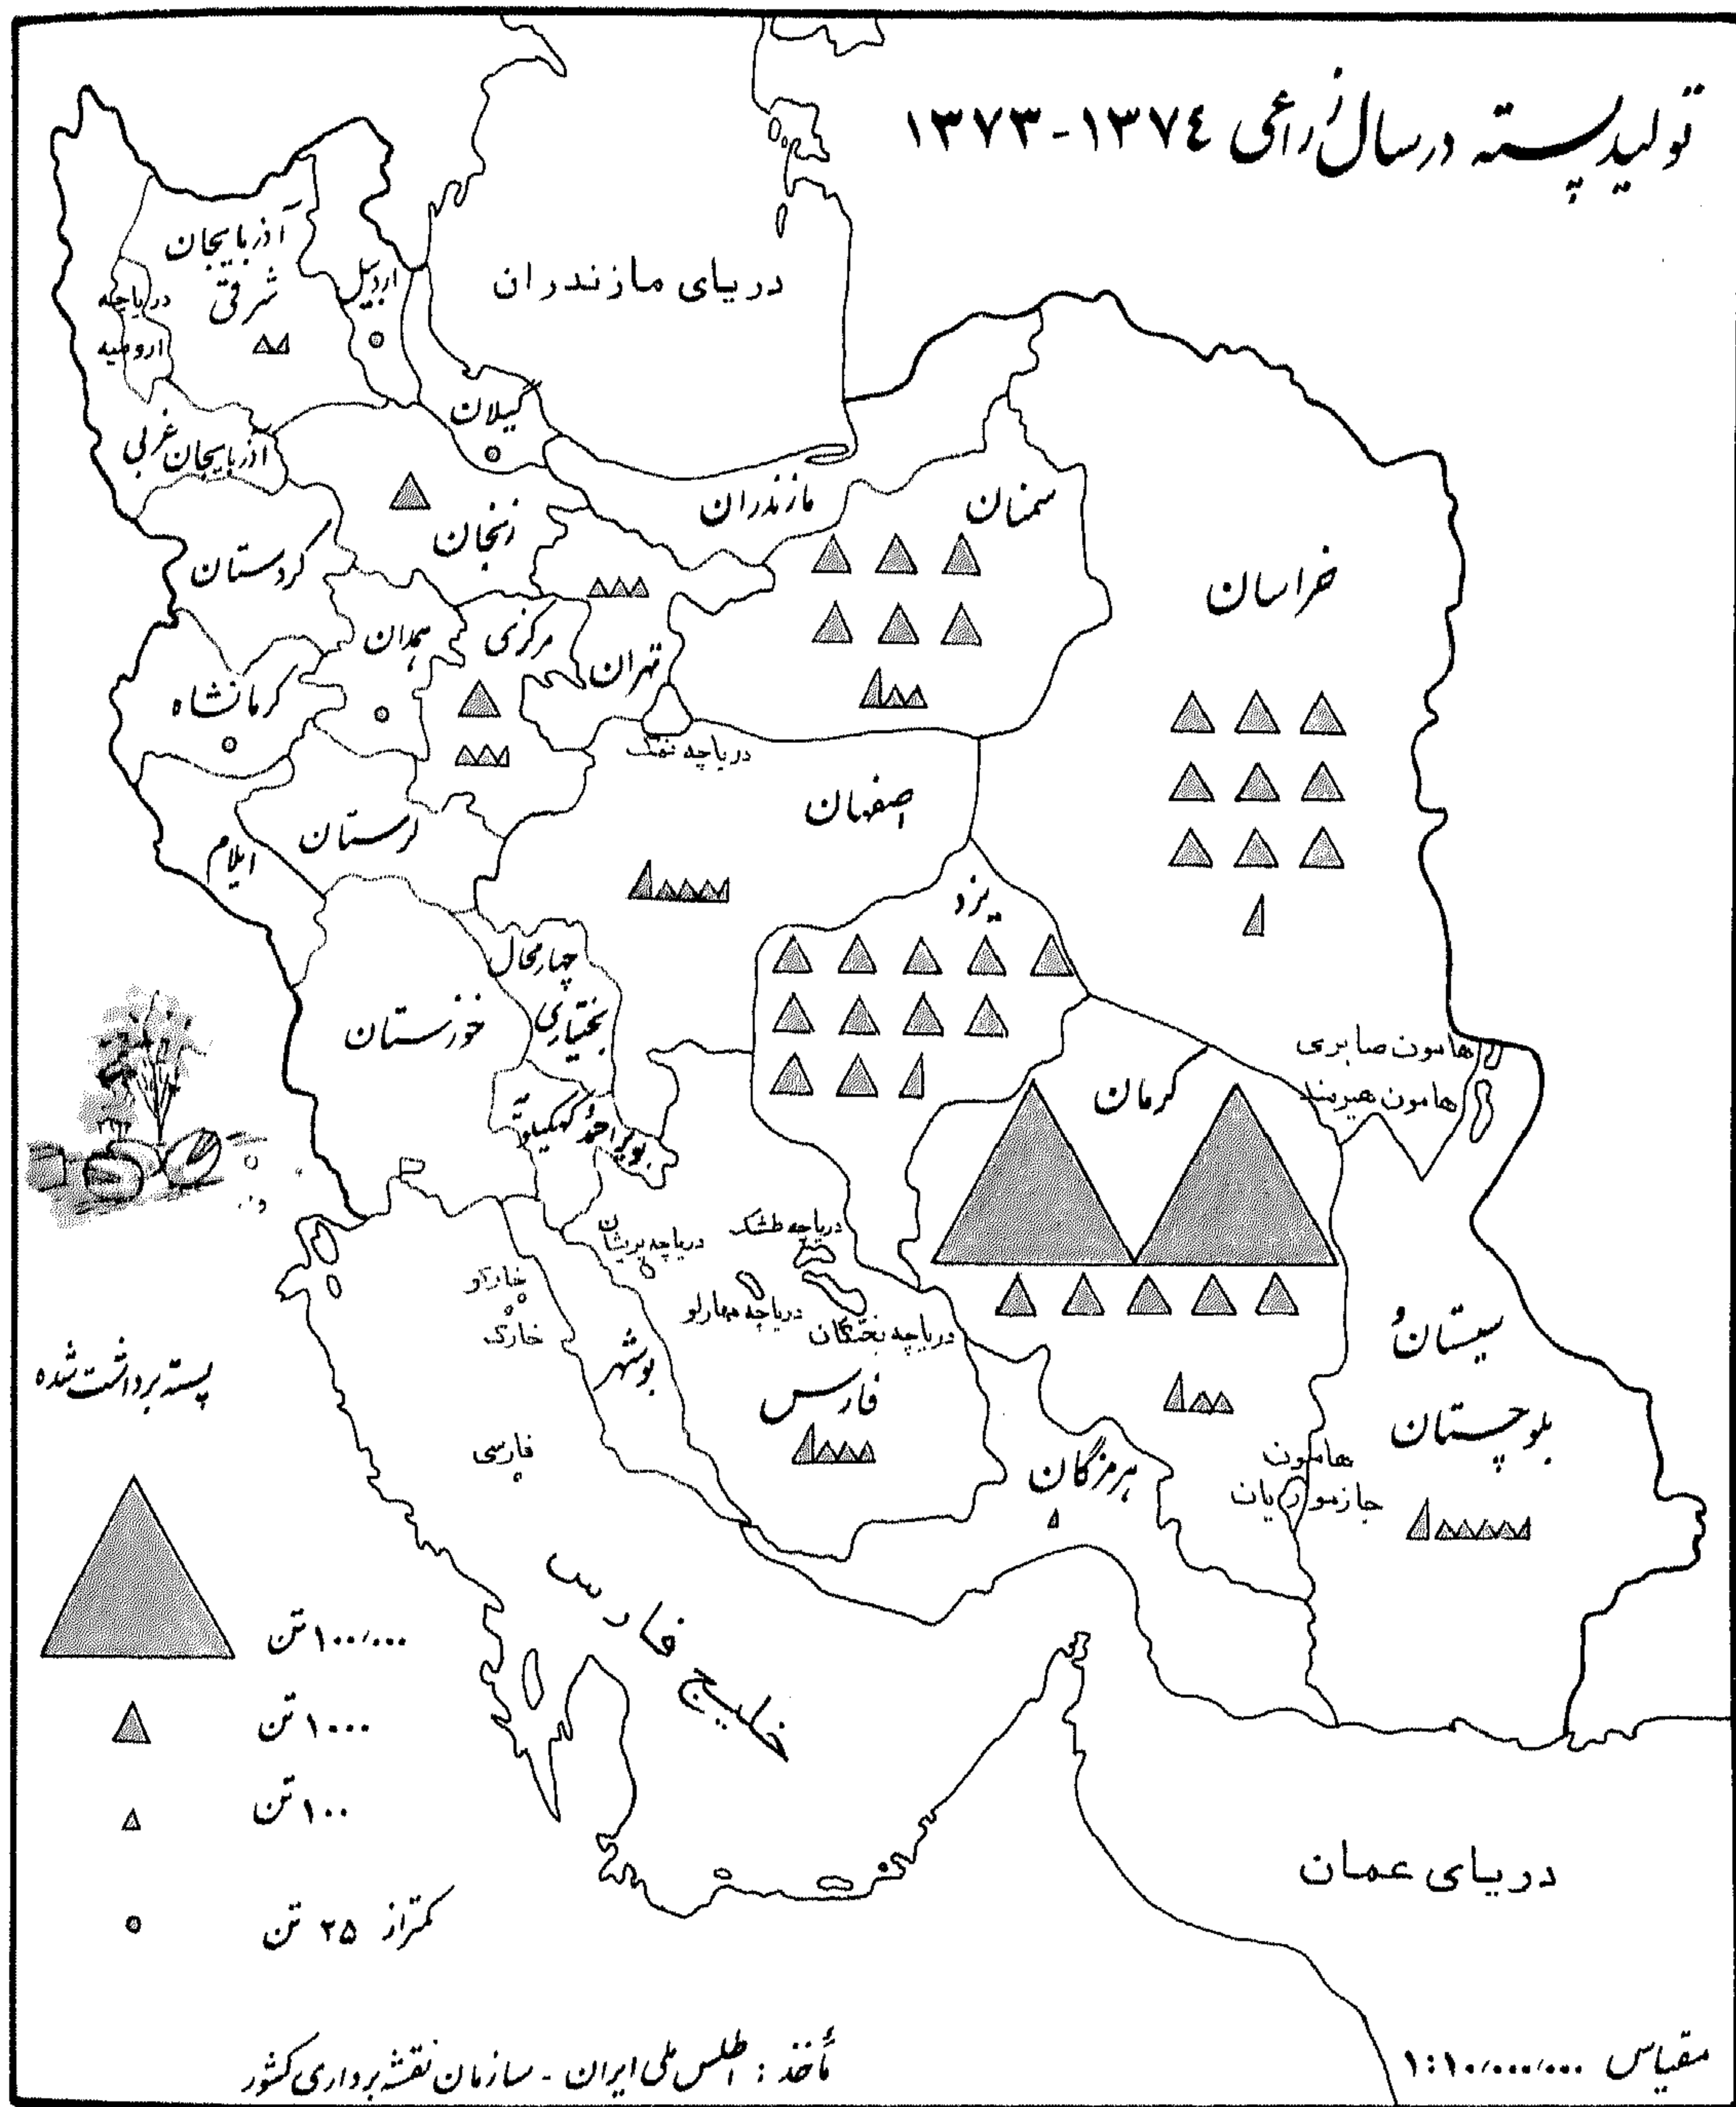 تولید پسته در سال زراعی ۱۳۷۴-۱۳۷۳
دریای مازندران
آذربایجان
شرقی
اردبیل
دریاچه
ارومیه
گیلان
آذربایجان غربی
مازندران
سمنان
زنجان
کردستان
خراسان
همدان
مرکزی
تهران
کرمانشاه
دریاچه نمک
اصفهان
لرستان
ایلام
یزد
چهارمحال
بختیاری
خوزستان
هامون صابری
هامون هیرمند
کرمان
بویراحمد و کهکیلویه
دریاچه پریشان
دریاچه طشک
خارکو
خارک
دریاچه مهارلو
دریاچه بختگان
سیستان و
بلوچستان
بوشهر
فارس
پسته برداشت شده
فارسی
هرمزگان
هامون
جازموریان
خلیج فارس
۱۰۰٬۰۰۰ تن
۱۰۰۰ تن
۱۰۰ تن
کمتر از ۲۵ تن
دریای عمان
مقیاس ۱:۱۰٬۰۰۰٬۰۰۰
مأخذ : اطلس ملی ایران - سازمان نقشه برداری کشور